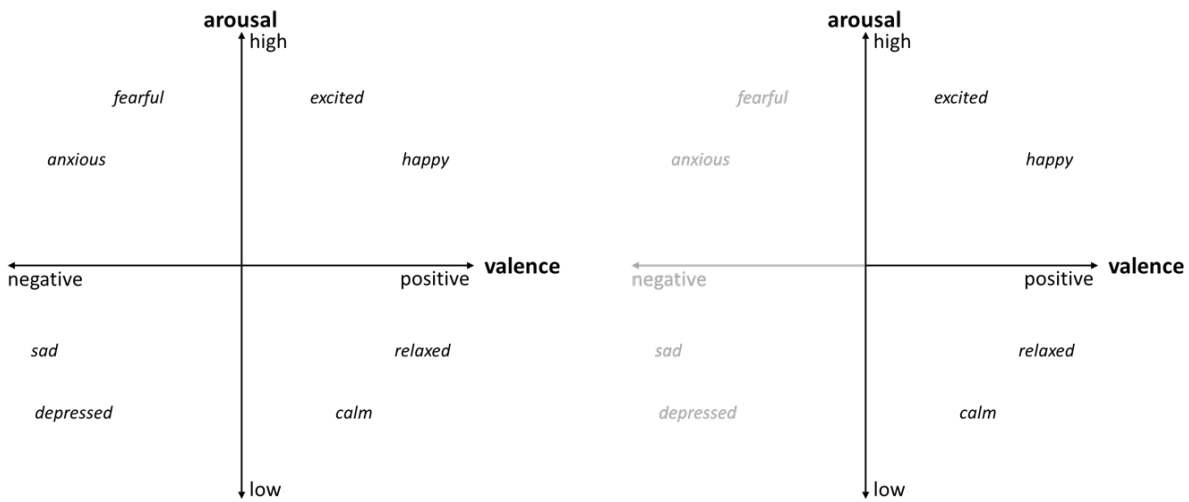 arousal
high
fearful
excited
anxious
happy
valence
negative
positive
sad
relaxed
depressed
calm
low
arousal
high
fearful
excited
anxious
happy
valence
negative
positive
sad
relaxed
depressed
calm
low